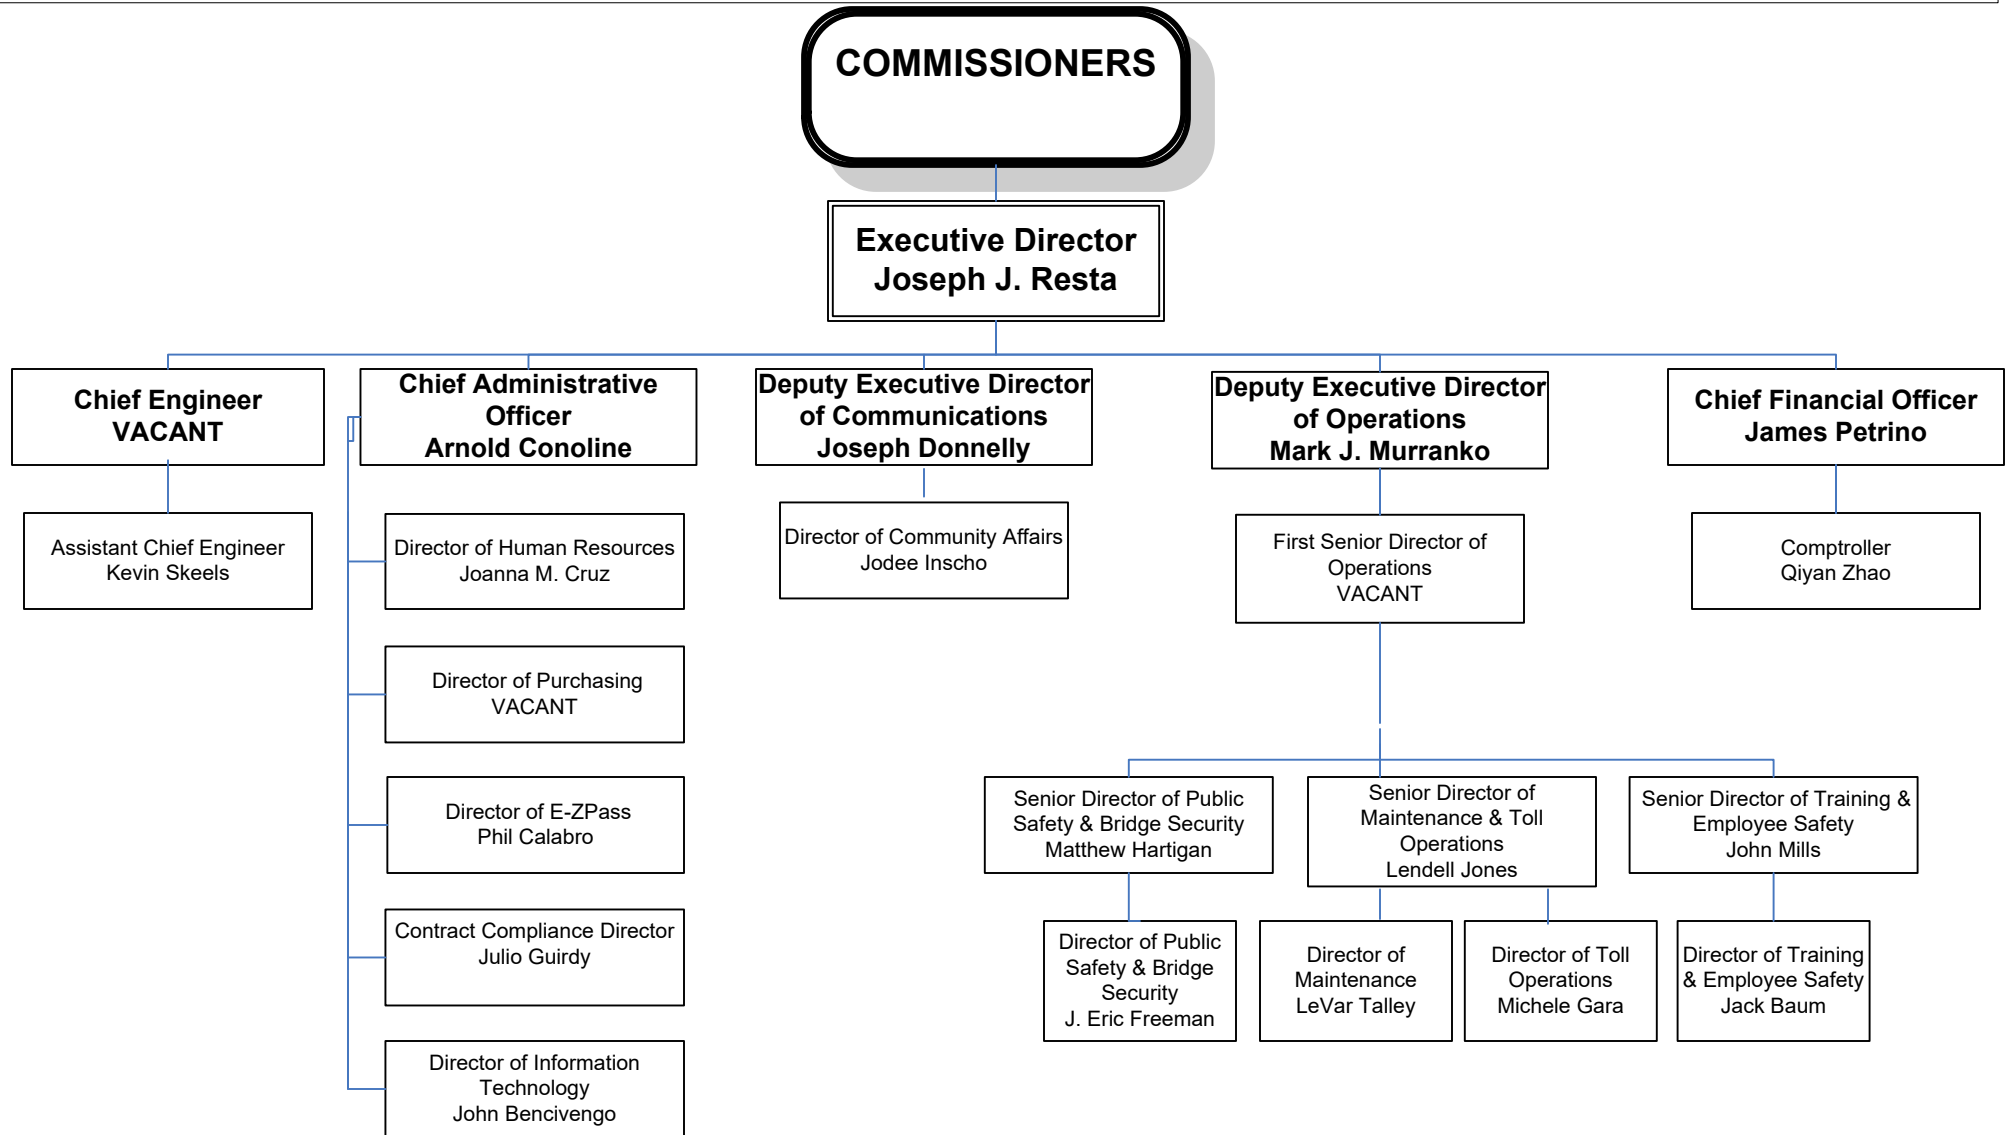 COMMISSIONERS
Executive Director
Joseph J. Resta
Chief Engineer
VACANT
Chief Administrative
Officer
Arnold Conoline
Deputy Executive Director
of Communications
Joseph Donnelly
Deputy Executive Director
of Operations
Mark J. Murranko
Chief Financial Officer
James Petrino
Assistant Chief Engineer
Kevin Skeels
Director of Human Resources
Joanna M. Cruz
Director of Community Affairs
Jodee Inscho
First Senior Director of
Operations
VACANT
Comptroller
Qiyan Zhao
Director of Purchasing
VACANT
Director of E-ZPass
Phil Calabro
Senior Director of Public
Safety & Bridge Security
Matthew Hartigan
Senior Director of
Maintenance & Toll
Operations
Lendell Jones
Senior Director of Training &
Employee Safety
John Mills
Contract Compliance Director
Julio Guirdy
Director of Public
Safety & Bridge
Security
J. Eric Freeman
Director of
Maintenance
LeVar Talley
Director of Toll
Operations
Michele Gara
Director of Training
& Employee Safety
Jack Baum
Director of Information
Technology
John Bencivengo